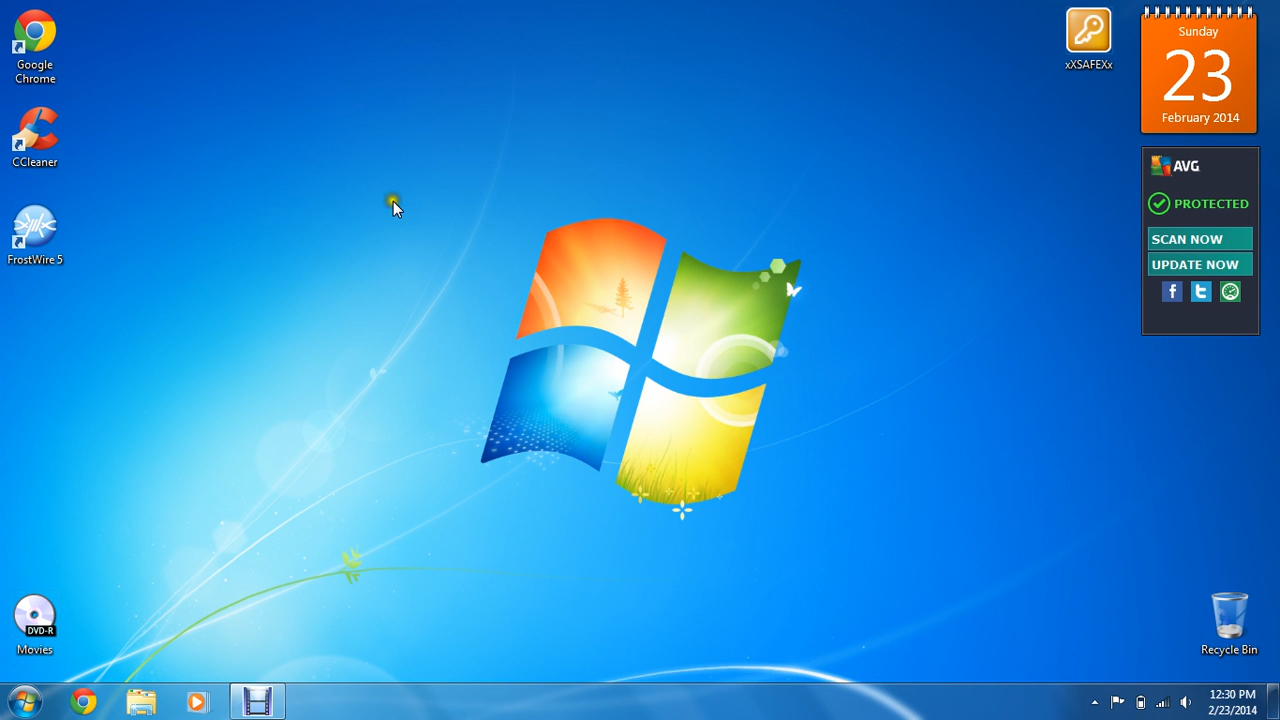 Google
Chrome
CCleaner
FrostWire 5
DVD-R
Movies
xXSAFEXx
Sunday
23
February 2014
AVG
PROTECTED
SCAN NOW
UPDATE NOW
Recycle Bin
12:30 PM
2/23/2014